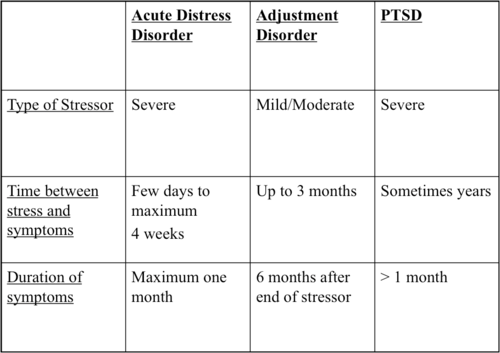 Acute Distress Disorder
Adjustment Disorder
PTSD
Type of Stressor
Severe
Mild/Moderate
Severe
Time between
stress and
symptoms
Few days to
maximum
4 weeks
Up to 3 months
Sometimes years
Duration of
symptoms
Maximum one
month
6 months after
end of stressor
> 1 month